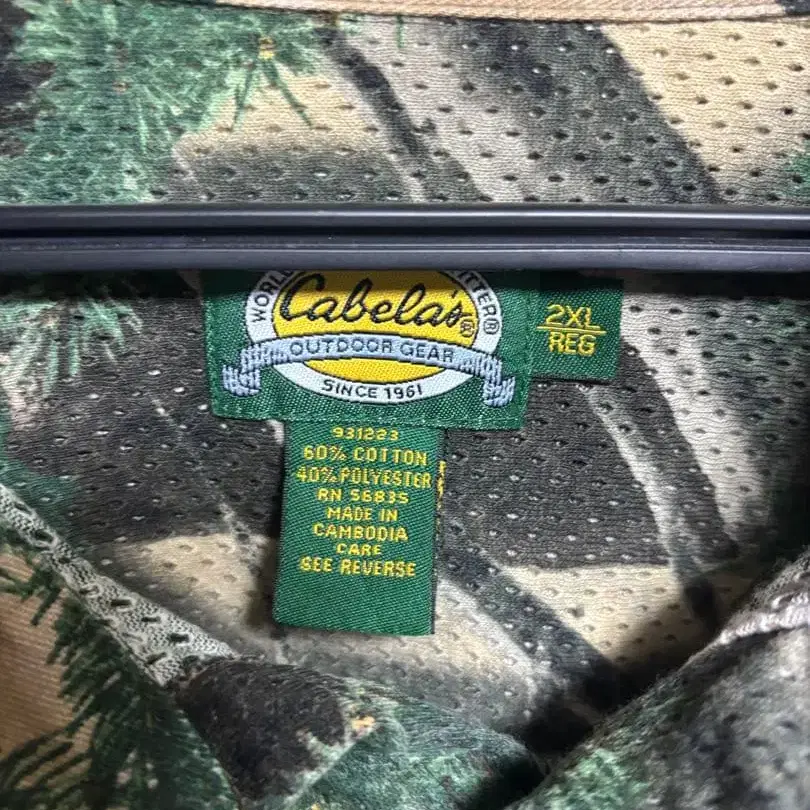 Cabela's®
OUTDOOR GEAR
SINCE 1961
2XL
REG
931223
60% COTTON
40% POLYESTER
RN 56835
MADE IN
CAMBODIA
CARE
SEE REVERSE